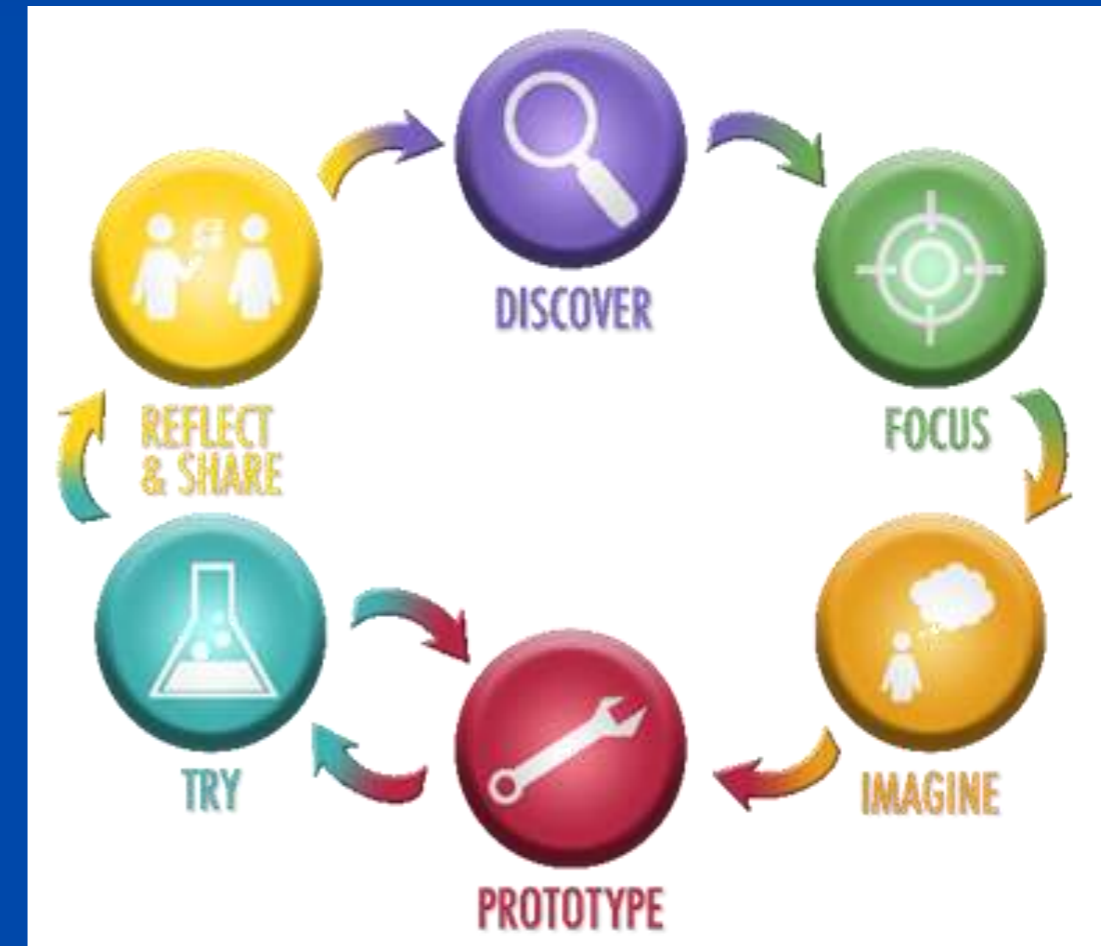 DISCOVER
FOCUS
IMAGINE
PROTOTYPE
TRY
REFLECT
& SHARE